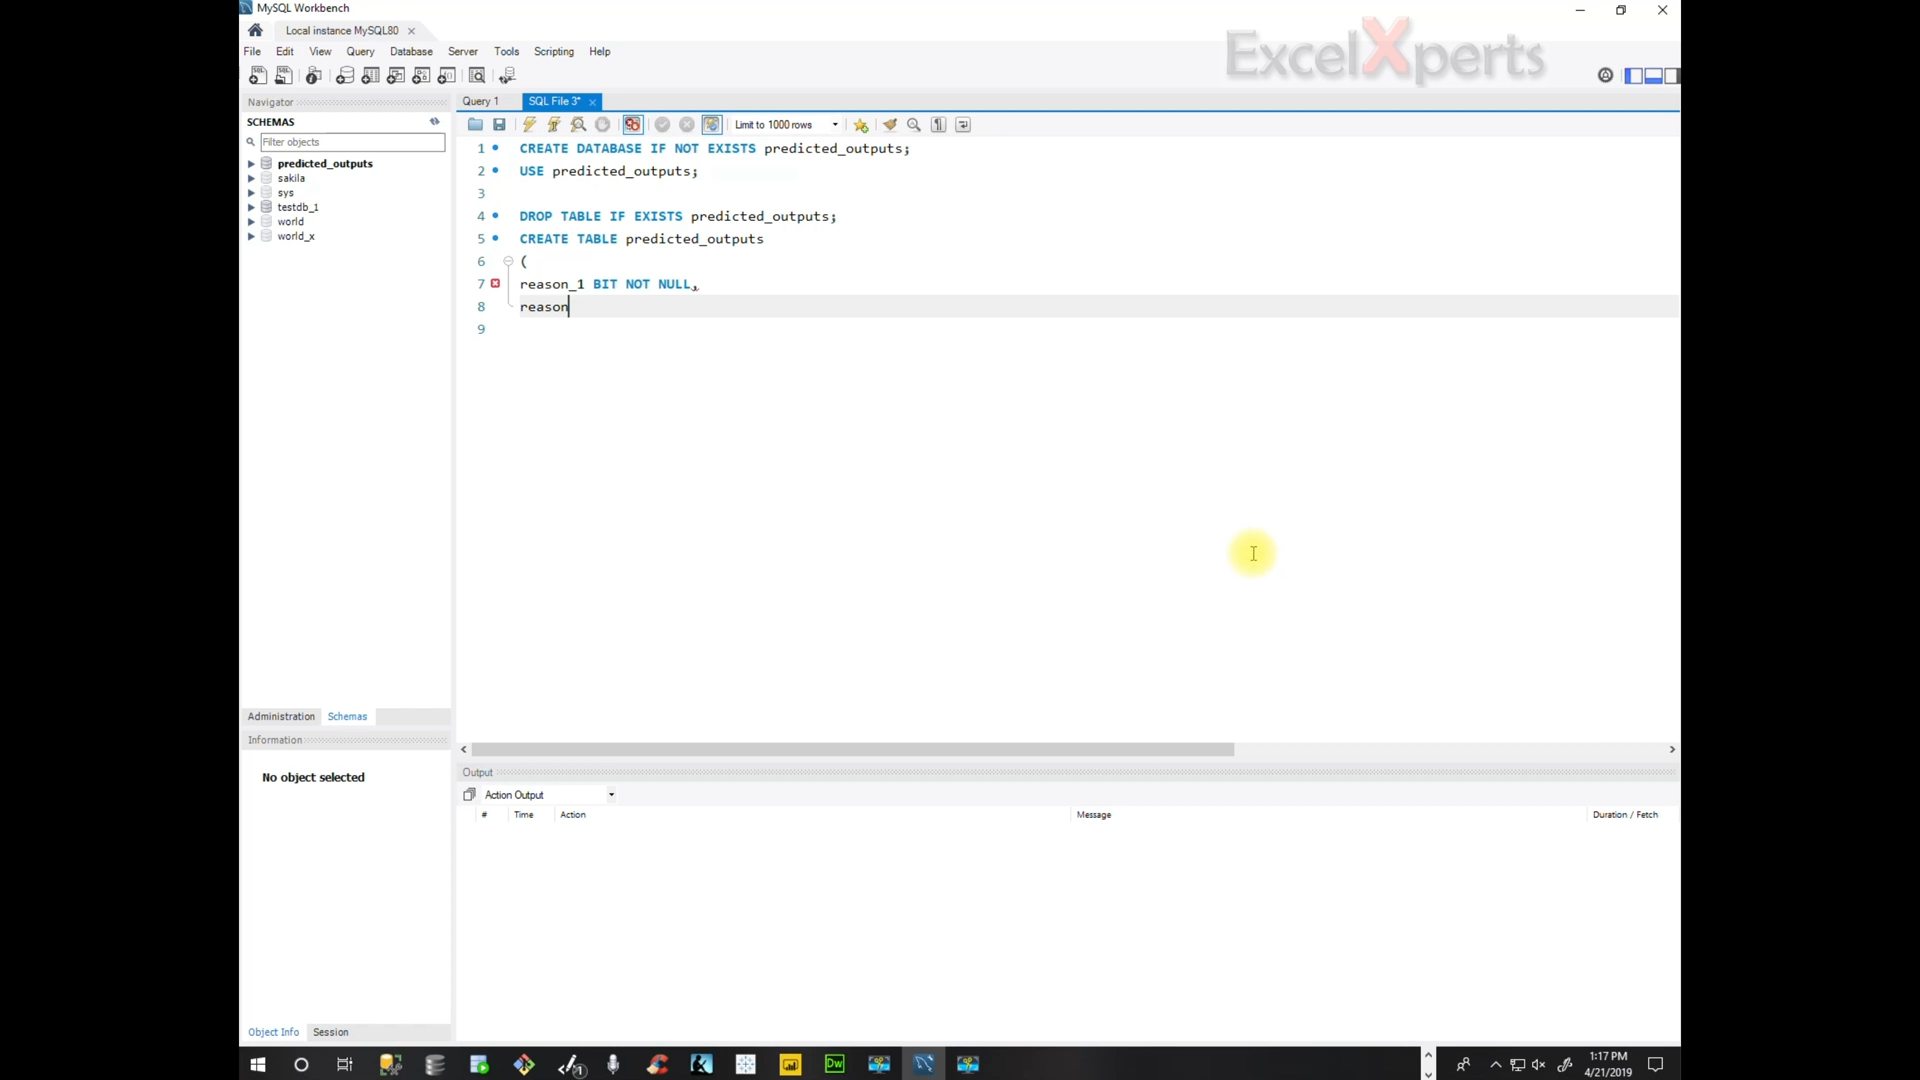 MySQL Workbench
Local instance MySQL80
File Edit View Query Database Server Tools Scripting Help
ExcelXperts
Navigator
SCHEMAS
Filter objects
predicted_outputs
sakila
sys
testdb_1
world
world_x
Query 1
SQL File 3*
Limit to 1000 rows
1 CREATE DATABASE IF NOT EXISTS predicted_outputs;
2 USE predicted_outputs;
3
4 DROP TABLE IF EXISTS predicted_outputs;
5 CREATE TABLE predicted_outputs
6 (
7 reason_1 BIT NOT NULL,
8 reason
9
Administration Schemas
Information
No object selected
Output
Action Output
# Time Action Message Duration / Fetch
Object Info Session
Dw
1:17 PM
4/21/2019